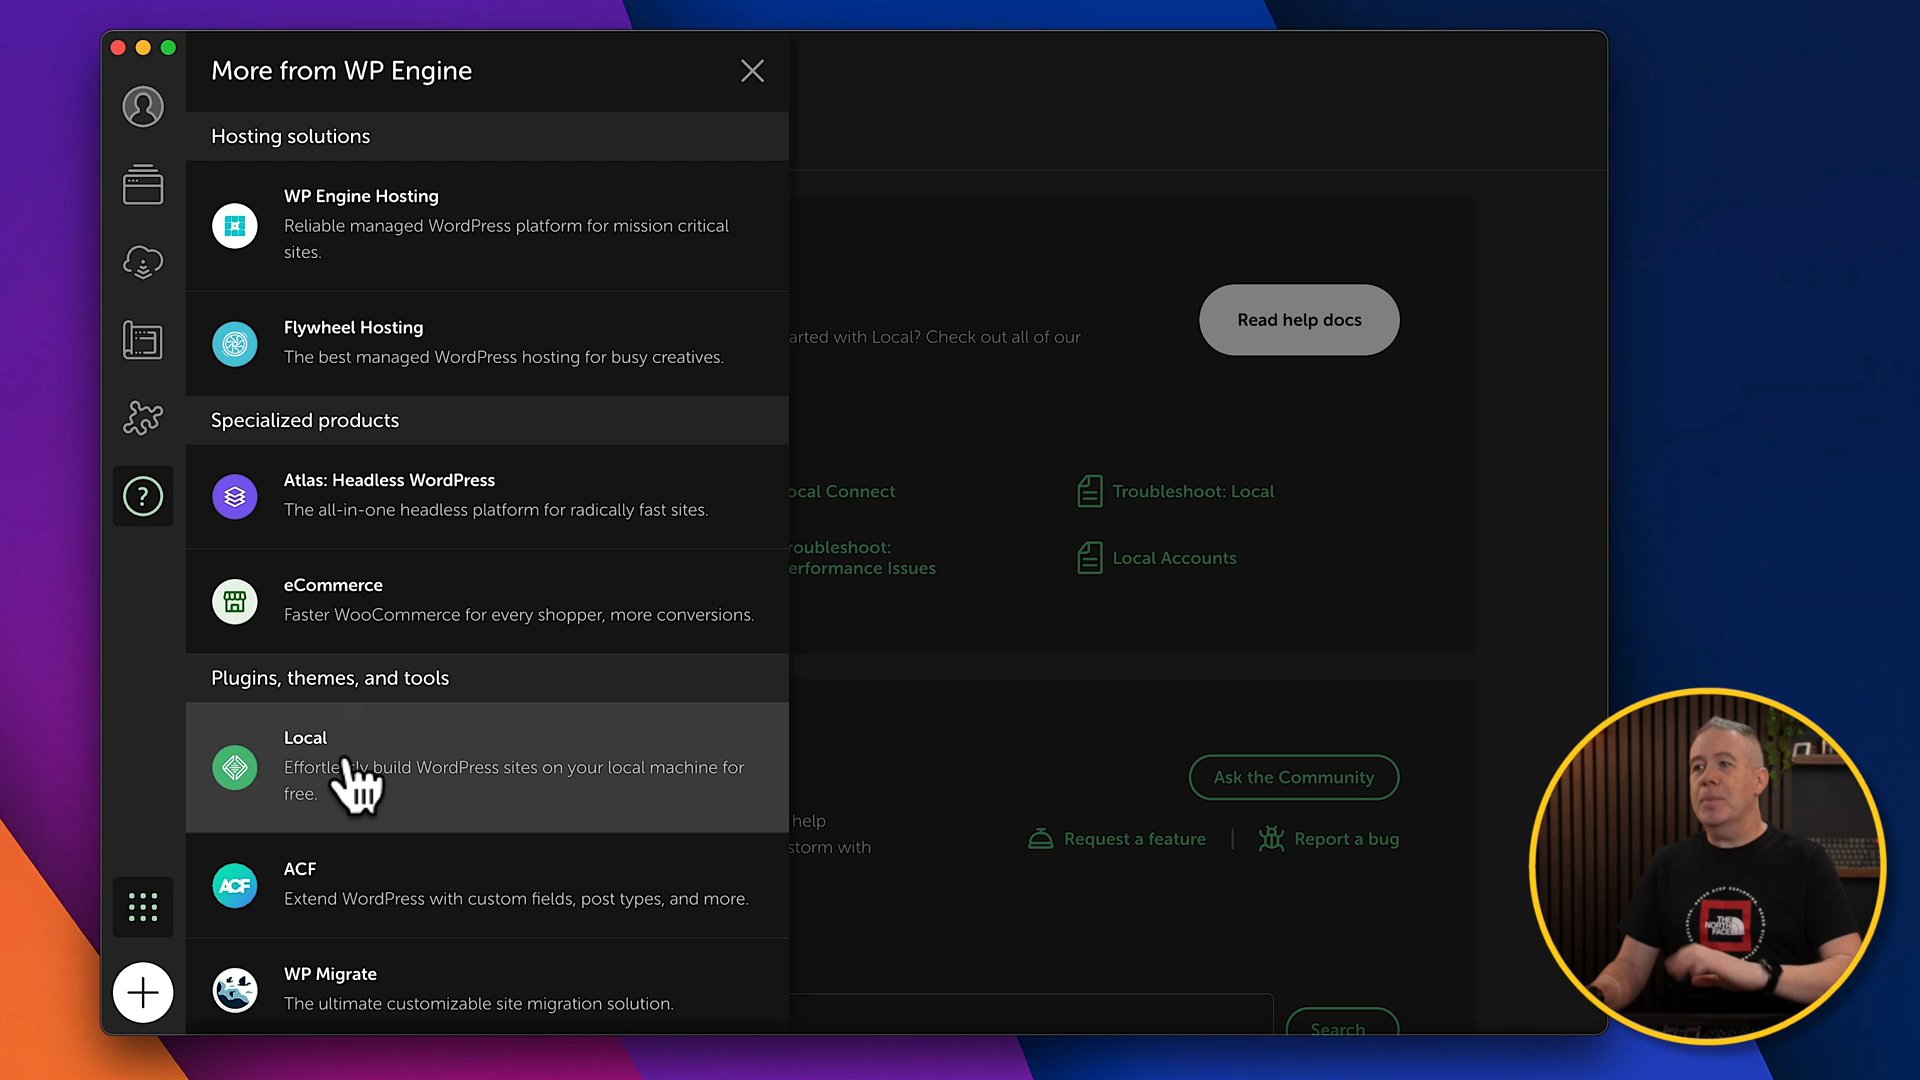 More from WP Engine
Hosting solutions
WP Engine Hosting
Reliable managed WordPress platform for mission critical
sites.
Flywheel Hosting
The best managed WordPress hosting for busy creatives.
Specialized products
Atlas: Headless WordPress
The all-in-one headless platform for radically fast sites.
eCommerce
Faster WooCommerce for every shopper, more conversions.
Plugins, themes, and tools
Local
build WordPress sites on your local machine for
free.
ACF
ACF
Extend WordPress with custom fields, post types, and more.
WP Migrate
The ultimate customizable site migration solution.
arted with Local? Check out all of our
Read help docs
ocal Connect
Troubleshoot: Local
roubleshoot:
erformance Issues
Local Accounts
Ask the Community
help
storm with
Request a feature
Report a bug
Search
THE
NORTH
FACE